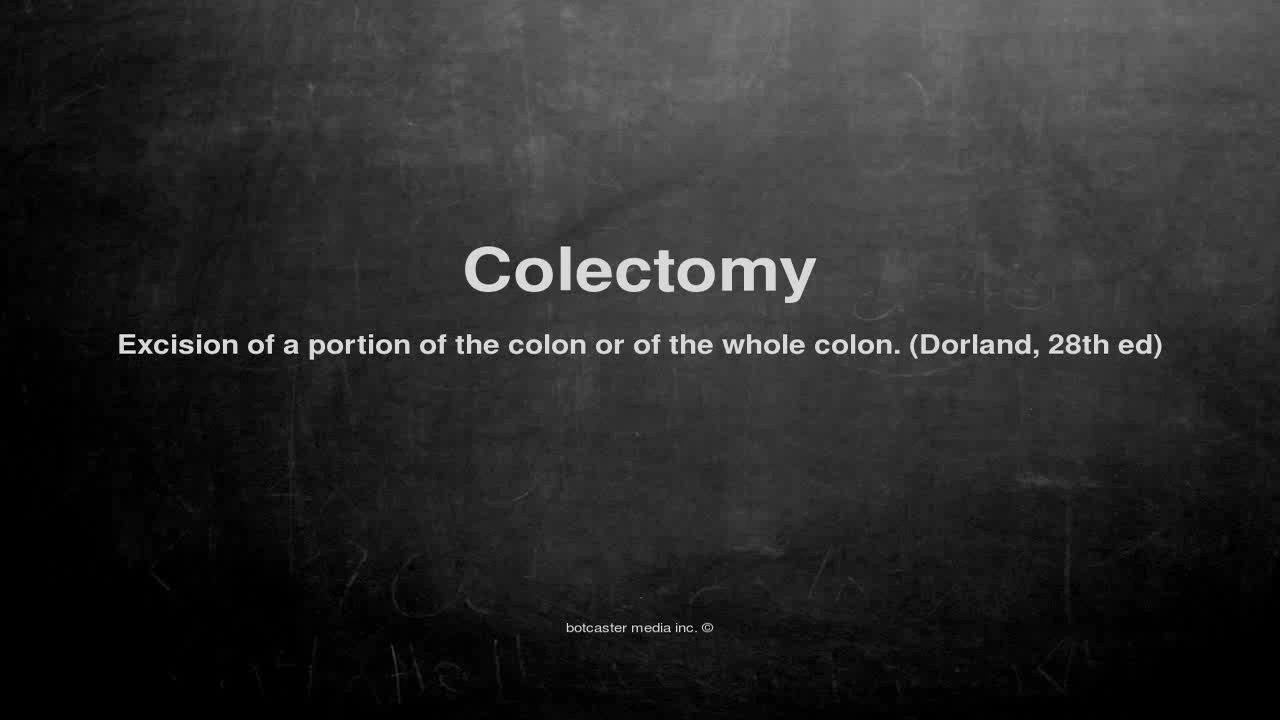 Colectomy
Excision of a portion of the colon or of the whole colon. (Dorland, 28th ed)
botcaster media inc. ©